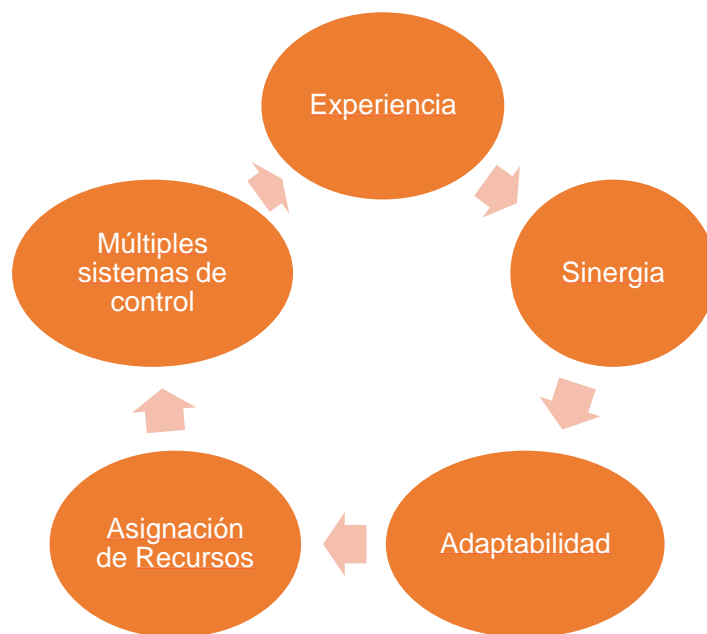 Experiencia
Sinergia
Adaptabilidad
Asignación
de Recursos
Múltiples
sistemas de
control